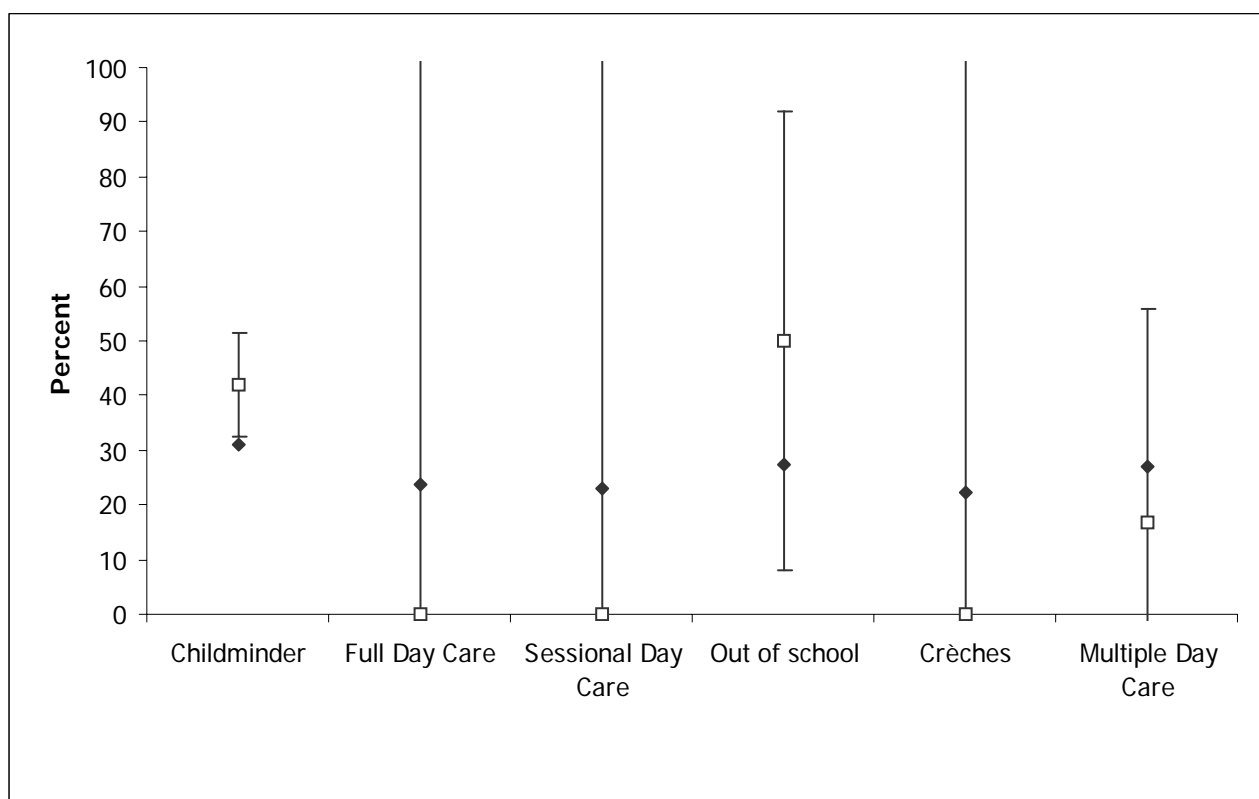 100
90
80
70
60
50
40
30
20
10
0
Percent
Childminder
Full Day Care
Sessional Day
Care
Out of school
Crèches
Multiple Day
Care